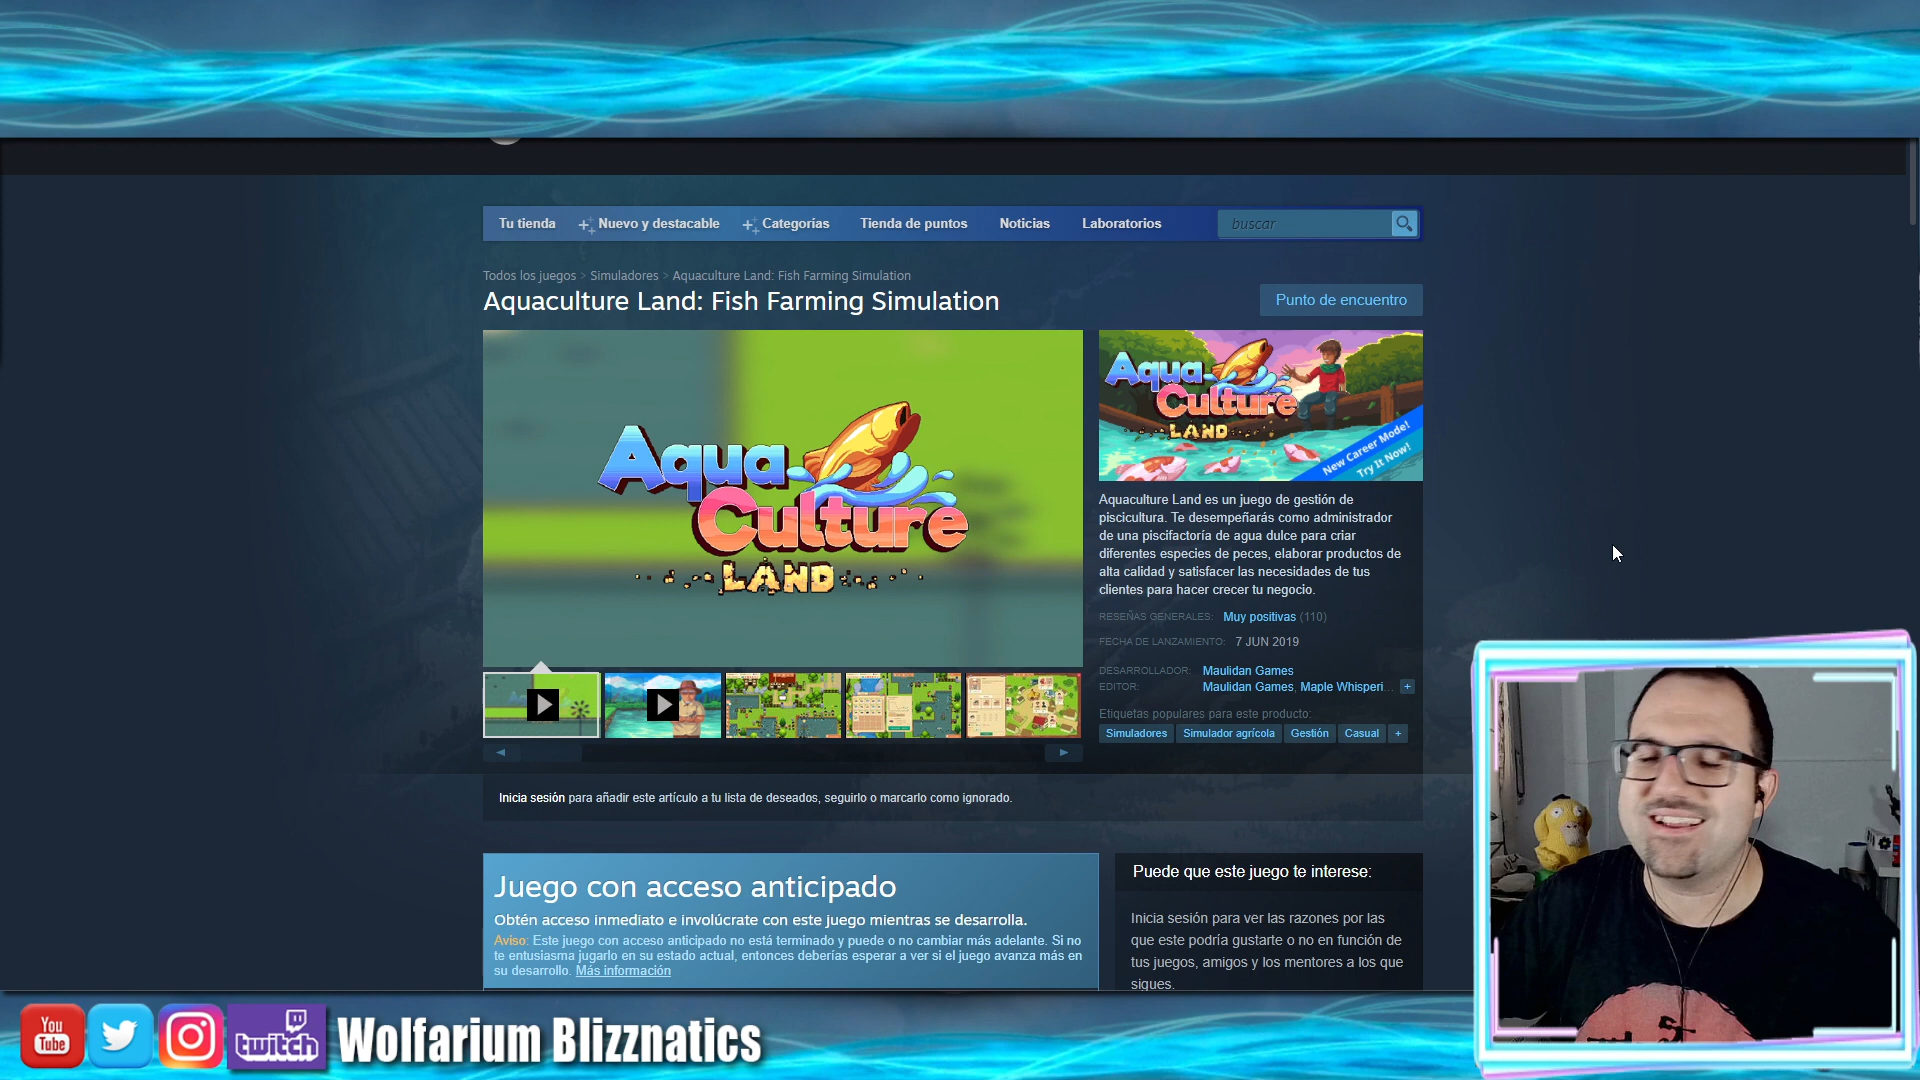 Tu tienda Nuevo y destacable Categorías Tienda de puntos Noticias Laboratorios buscar
Todos los juegos > Simuladores > Aquaculture Land: Fish Farming Simulation
Aquaculture Land: Fish Farming Simulation
Punto de encuentro
Aqua
Culture
LAND
Aqua
Culture
LAND
New Career Mode!
Try It Now!
Aquaculture Land es un juego de gestión de
piscicultura. Te desempeñarás como administrador
de una piscifactoría de agua dulce para criar
diferentes especies de peces, elaborar productos de
alta calidad y satisfacer las necesidades de tus
clientes para hacer crecer tu negocio.
RESEÑAS GENERALES: Muy positivas (110)
FECHA DE LANZAMIENTO: 7 JUN 2019
DESARROLLADOR: Maulidan Games
EDITOR: Maulidan Games, Maple Whisperi... +
Etiquetas populares para este producto:
Simuladores Simulador agrícola Gestión Casual +
Inicia sesión para añadir este artículo a tu lista de deseados, seguirlo o marcarlo como ignorado.
Juego con acceso anticipado
Obtén acceso inmediato e involúcrate con este juego mientras se desarrolla.
Aviso: Este juego con acceso anticipado no está terminado y puede o no cambiar más adelante. Si no
te entusiasma jugarlo en su estado actual, entonces deberías esperar a ver si el juego avanza más en
su desarrollo. Más información
Puede que este juego te interese:
Inicia sesión para ver las razones por las
que este podría gustarte o no en función de
tus juegos, amigos y los mentores a los que
sigues.
You
Tube
twitch
Wolfarium Blizznatics